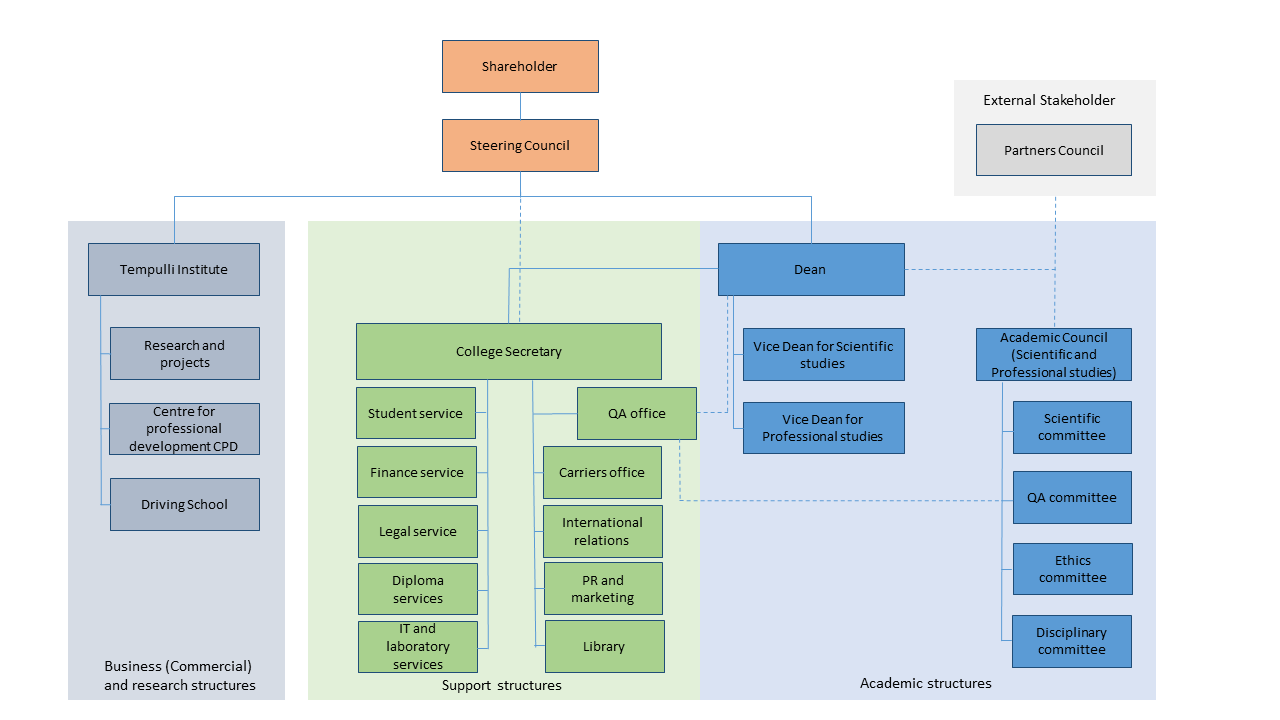 Shareholder
Steering Council
External Stakeholder
Partners Council
Tempulli Institute
Research and
projects
Centre for
professional
development CPD
Driving School
Business (Commercial)
and research structures
College Secretary
Student service
Finance service
Legal service
Diploma
services
IT and
laboratory
services
QA office
Carriers office
International
relations
PR and
marketing
Library
Support structures
Dean
Vice Dean for Scientific
studies
Vice Dean for
Professional studies
Academic Council
(Scientific and
Professional studies)
Scientific
committee
QA committee
Ethics
committee
Disciplinary
committee
Academic structures